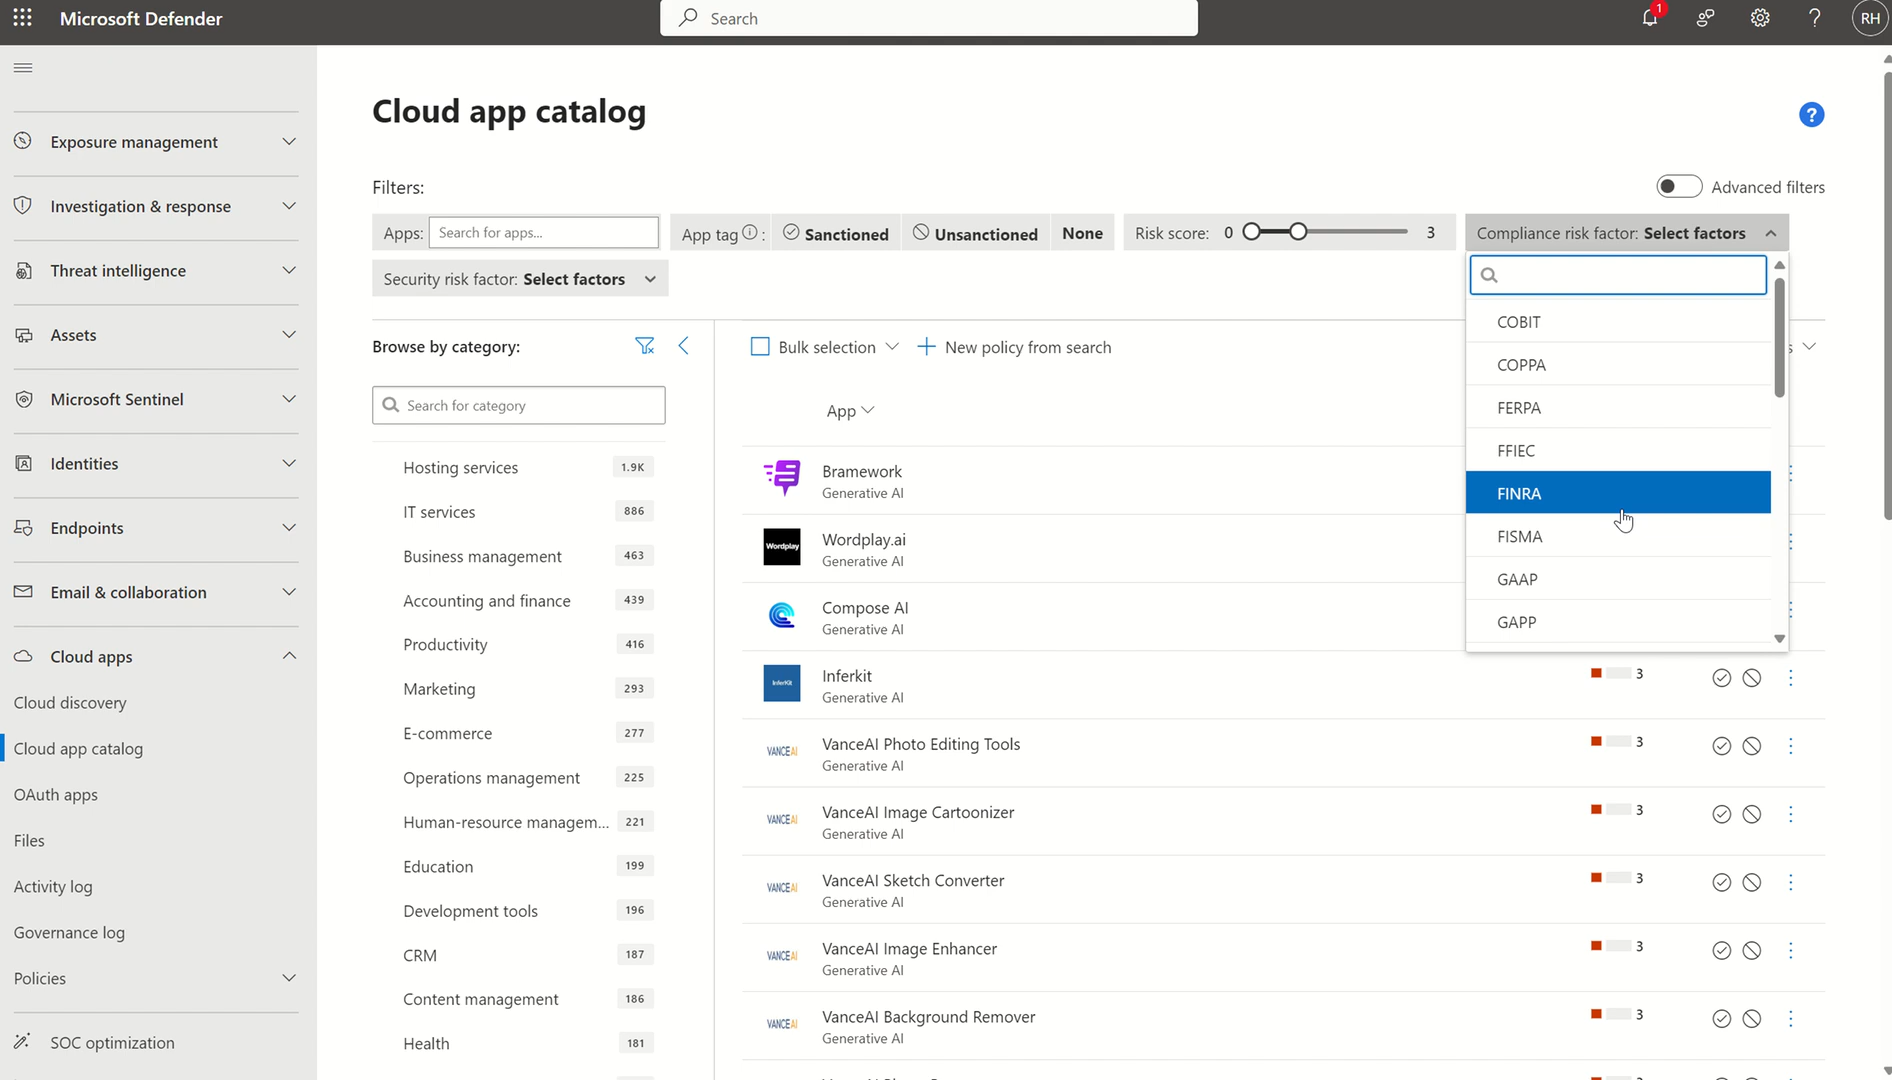 Microsoft Defender
Search
1
?
RH
Exposure management
Investigation & response
Threat intelligence
Assets
Microsoft Sentinel
Identities
Endpoints
Email & collaboration
Cloud apps
Cloud discovery
Cloud app catalog
OAuth apps
Files
Activity log
Governance log
Policies
SOC optimization
Cloud app catalog
?
Filters:
Advanced filters
Apps: Search for apps...
App tag : Sanctioned Unsanctioned None
Risk score: 0 3
Compliance risk factor: Select factors
Security risk factor: Select factors
COBIT
COPPA
FERPA
FFIEC
FINRA
FISMA
GAAP
GAPP
Browse by category:
Search for category
Hosting services 1.9K
IT services 886
Business management 463
Accounting and finance 439
Productivity 416
Marketing 293
E-commerce 277
Operations management 225
Human-resource managem... 221
Education 199
Development tools 196
CRM 187
Content management 186
Health 181
Bulk selection
New policy from search
s
App
Bramework
Generative AI
Wordplay
Wordplay.ai
Generative AI
Compose AI
Generative AI
InferKit
Inferkit
Generative AI
3
VANCEAI
VanceAI Photo Editing Tools
Generative AI
3
VANCEAI
VanceAI Image Cartoonizer
Generative AI
3
VANCEAI
VanceAI Sketch Converter
Generative AI
3
VANCEAI
VanceAI Image Enhancer
Generative AI
3
VANCEAI
VanceAI Background Remover
Generative AI
3